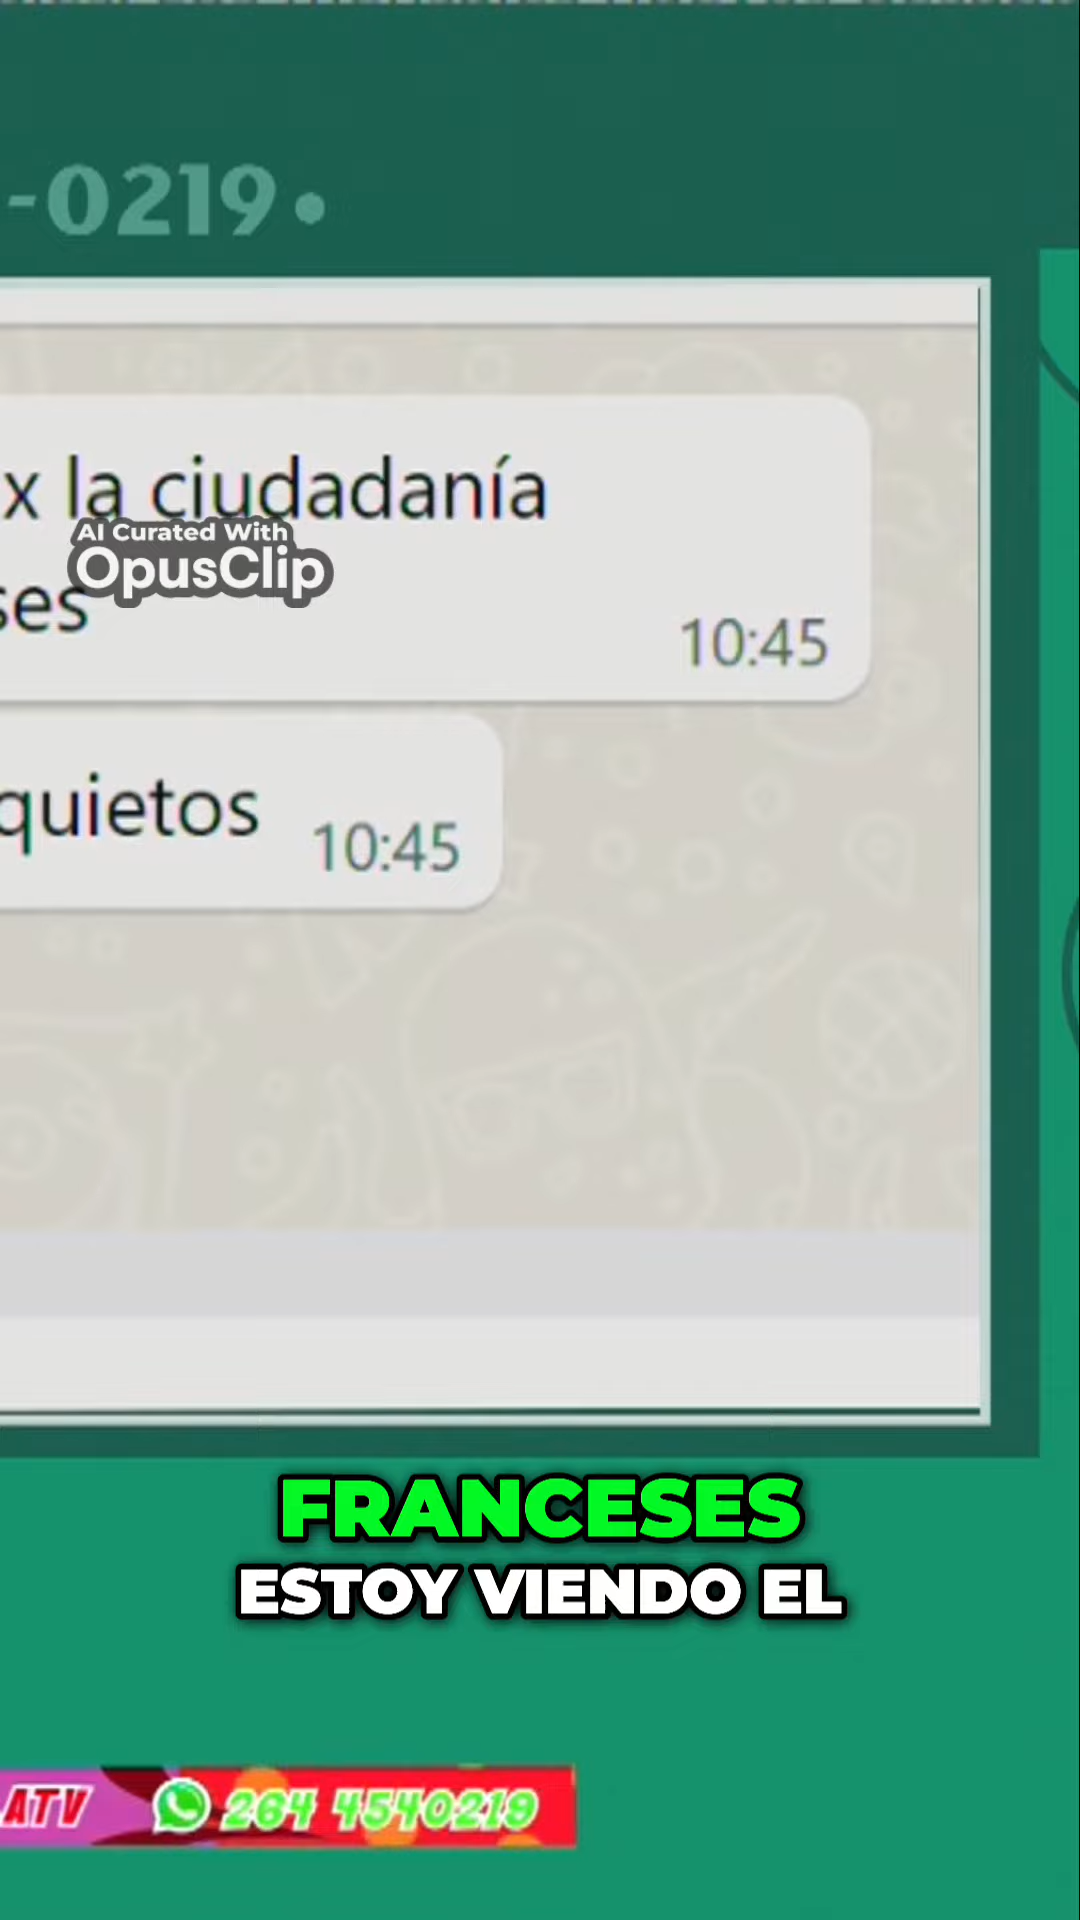 -0219•
x la ciudadanía
AI Curated With
OpusClip
ses
10:45
quietos
10:45
FRANCESES
ESTOY VIENDO EL
ATV
264 4540219